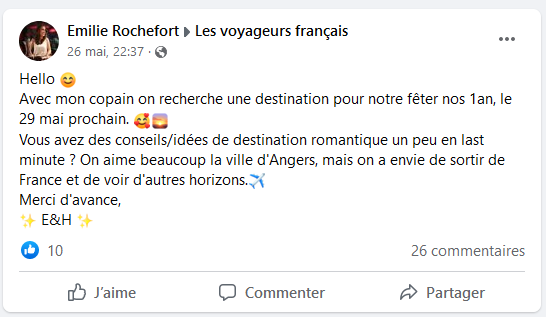 Emilie Rochefort ▶ Les voyageurs français
26 mai, 22:37 ·
Hello 😊
Avec mon copain on recherche une destination pour notre fêter nos 1an, le
29 mai prochain. 🥰🌅
Vous avez des conseils/idées de destination romantique un peu en last
minute ? On aime beaucoup la ville d'Angers, mais on a envie de sortir de
France et de voir d'autres horizons.✈️
Merci d'avance,
✨ E&H ✨
10 26 commentaires
J'aime Commenter Partager